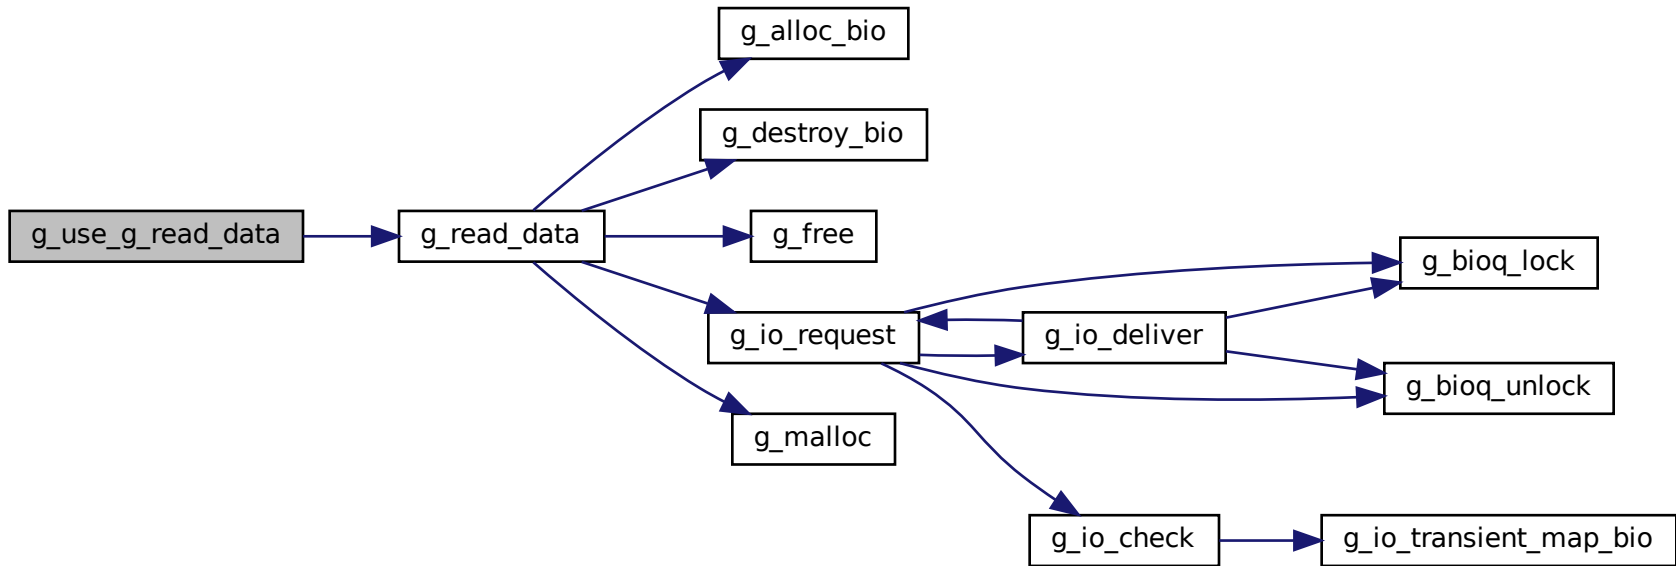 g_alloc_bio
g_destroy_bio
g_use_g_read_data
g_read_data
g_free
g_bioq_lock
g_io_request
g_io_deliver
g_bioq_unlock
g_malloc
g_io_check
g_io_transient_map_bio